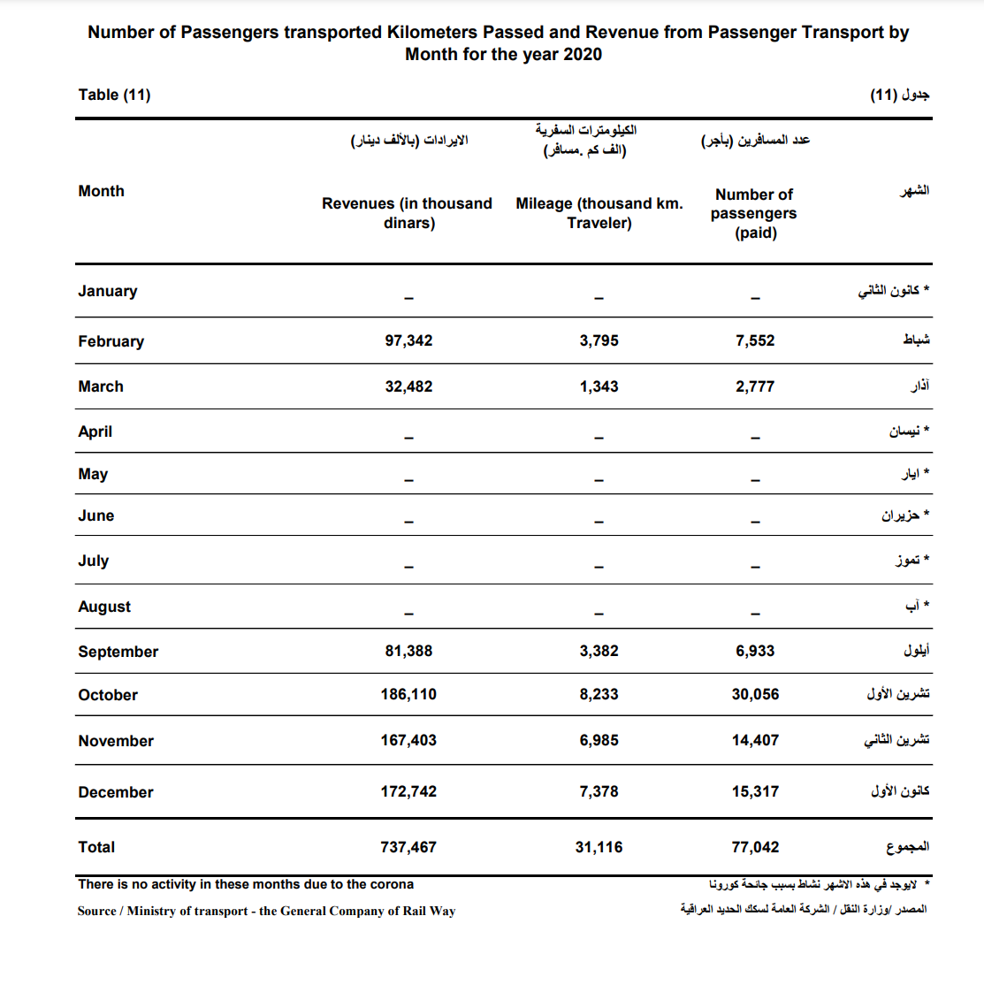 Number of Passengers transported Kilometers Passed and Revenue from Passenger Transport by
Month for the year 2020
Table (11) جدول (11)
الايرادات (بالألف دينار) الكيلومترات السفرية عدد المسافرين (بأجر)
(الف كم .مسافر)
Month الشهر
Revenues (in thousand Mileage (thousand km. Number of
dinars) Traveler) passengers
(paid)
January _ _ _ * كانون الثاني
February 97,342 3,795 7,552 شباط
March 32,482 1,343 2,777 آذار
April _ _ _ * نيسان
May _ _ _ * ايار
June _ _ _ * حزيران
July _ _ _ * تموز
August _ _ _ * آب
September 81,388 3,382 6,933 أيلول
October 186,110 8,233 30,056 تشرين الأول
November 167,403 6,985 14,407 تشرين الثاني
December 172,742 7,378 15,317 كانون الأول
Total 737,467 31,116 77,042 المجموع
There is no activity in these months due to the corona * لايوجد في هذه الاشهر نشاط بسبب جائحة كورونا
Source / Ministry of transport - the General Company of Rail Way المصدر /وزارة النقل / الشركة العامة لسكك الحديد العراقية